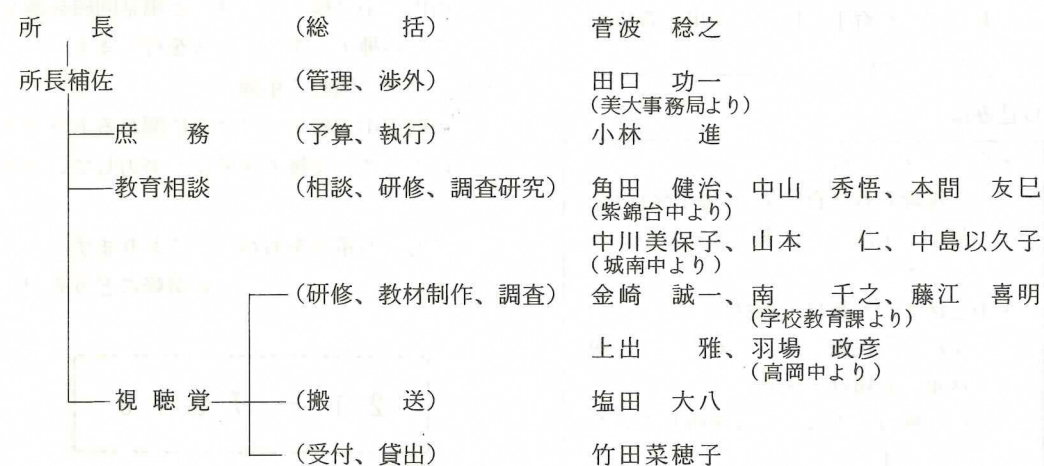 所　　長　（総　　括）　菅波　稔之
所長補佐　（管理、渉外）　田口　功一
（美大事務局より）
庶　　務　（予算、執行）　小林　　進
教育相談　（相談、研修、調査研究）　角田　健治、中山　秀悟、本間　友巳
（紫錦台中より）
中川美保子、山本　　仁、中島以久子
（城南中より）
（研修、教材制作、調査）　金崎　誠一、南　　千之、藤江　喜明
（学校教育課より）
上出　　雅、羽場　政彦
（高岡中より）
視聴覚　（搬　　送）　塩田　大八
（受付、貸出）　竹田菜穂子